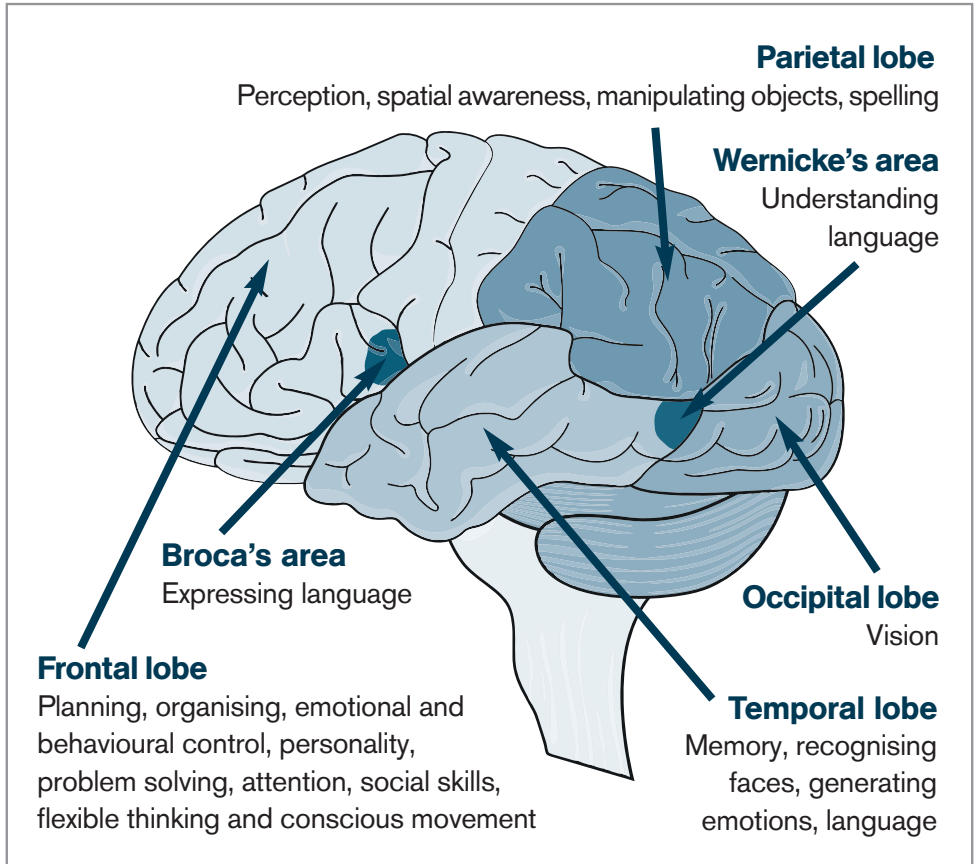 Parietal lobe
Perception, spatial awareness, manipulating objects, spelling
Wernicke’s area
Understanding
language
Broca’s area
Expressing language
Occipital lobe
Vision
Frontal lobe
Planning, organising, emotional and
behavioural control, personality,
problem solving, attention, social skills,
flexible thinking and conscious movement
Temporal lobe
Memory, recognising
faces, generating
emotions, language